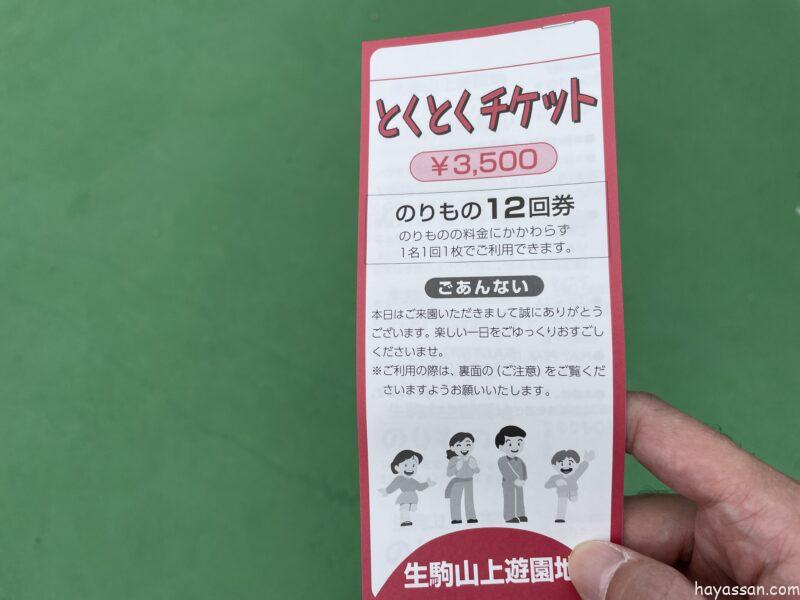 とくとくチケット
￥3,500
のりもの12回券
のりものの料金にかかわらず
1名1回1枚でご利用できます。
ごあんない
本日はご来園いただきまして誠にありがとう
ございます。楽しい一日をごゆっくりおすごし
くださいませ。
※ご利用の際は、裏面の（ご注意）をご覧くだ
さいますようお願いいたします。
生駒山上遊園地
hayassan.com